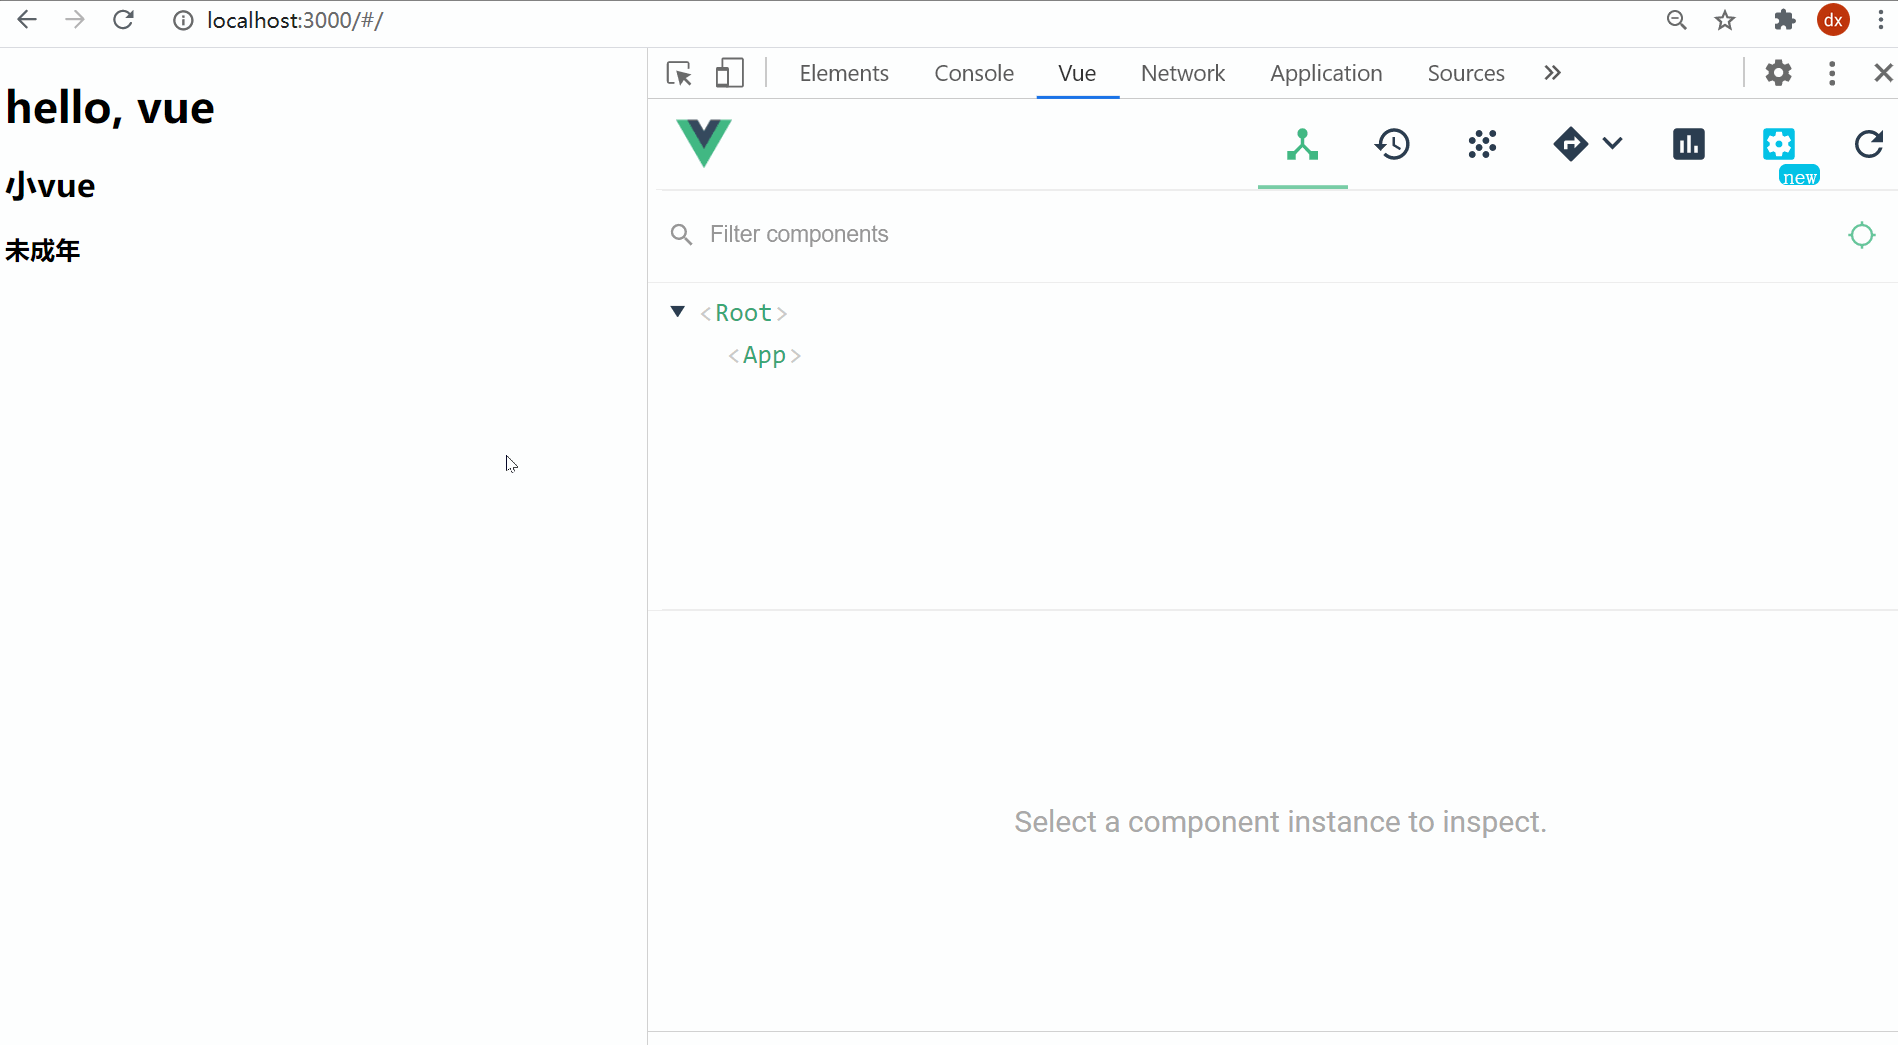 localhost:3000/#/
dx
hello, vue
小vue
未成年
Elements Console Vue Network Application Sources
new
Filter components
<Root>
<App>
Select a component instance to inspect.